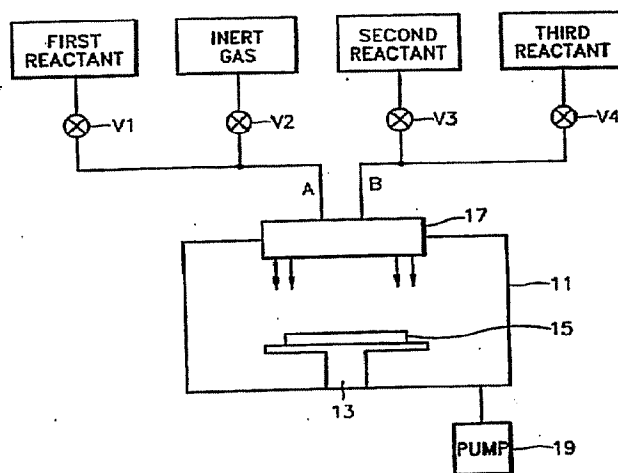 FIRST
REACTANT
INERT
GAS
SECOND
REACTANT
THIRD
REACTANT
V1
V2
V3
V4
A
B
17
11
15
13
PUMP
19